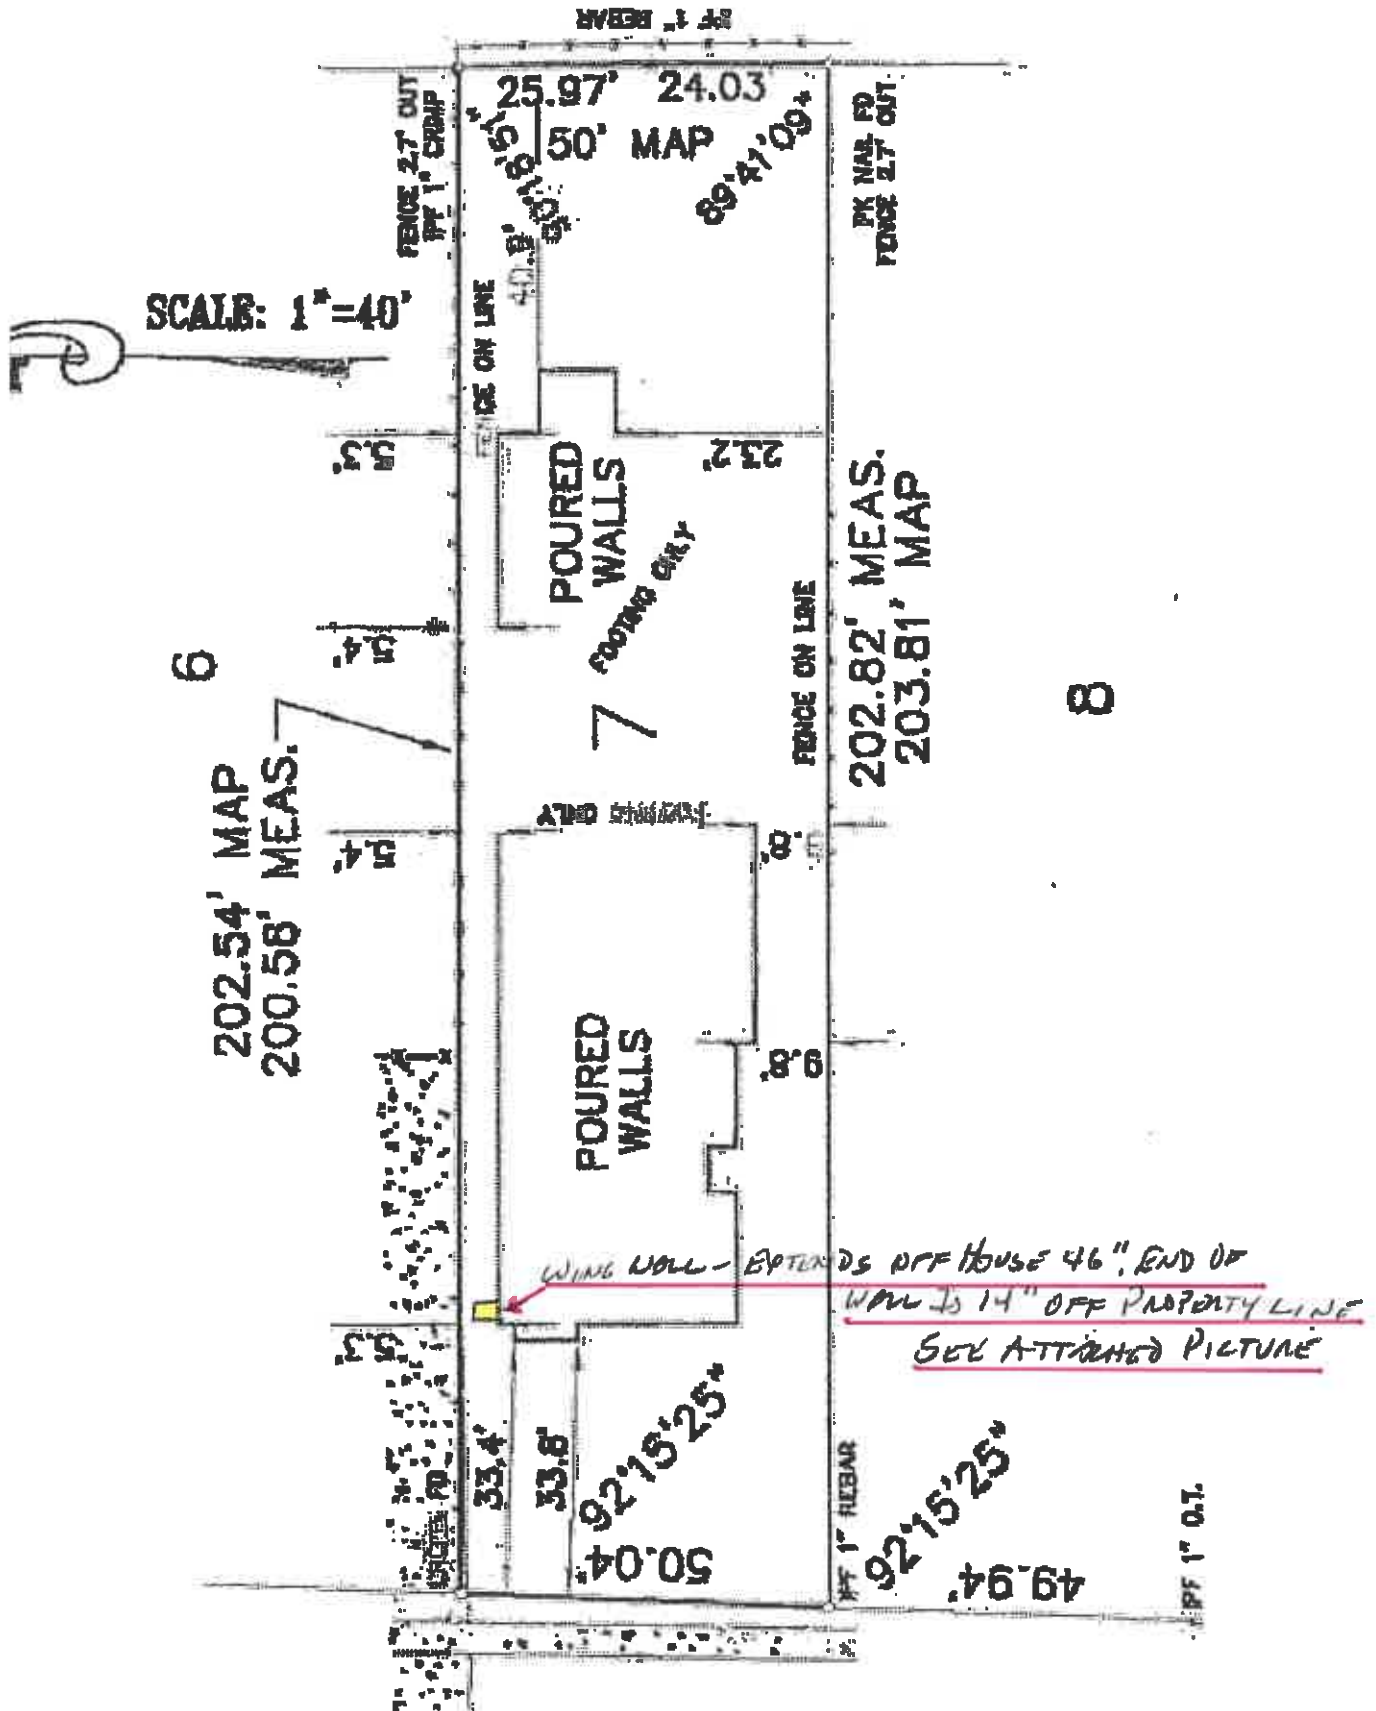 IPF 1" REBAR
FENCE 2.7' OUT
IPF 1" CRIMP
25.97' 24.03'
50' MAP
89°41'09"
PK NAIL FD
FENCE 2.7' OUT
SCALE: 1"=40'
ON LINE
5.3'
23.2'
POURED
WALLS
FOOTING ONLY
202.82' MEAS.
203.81' MAP
5.4'
6
7
8
FENCE ON LINE
202.54' MAP
200.58' MEAS.
ONLY
5.4'
9.8'
POURED
WALLS
WING WALL - EXTENDS OFF HOUSE 46". END OF
WALL IS 14" OFF PROPERTY LINE
SEE ATTACHED PICTURE
33.4'
33.8'
92°15'25"
50.04'
IPF 1" REBAR
92°15'25"
49.94'
IPF 1" O.T.